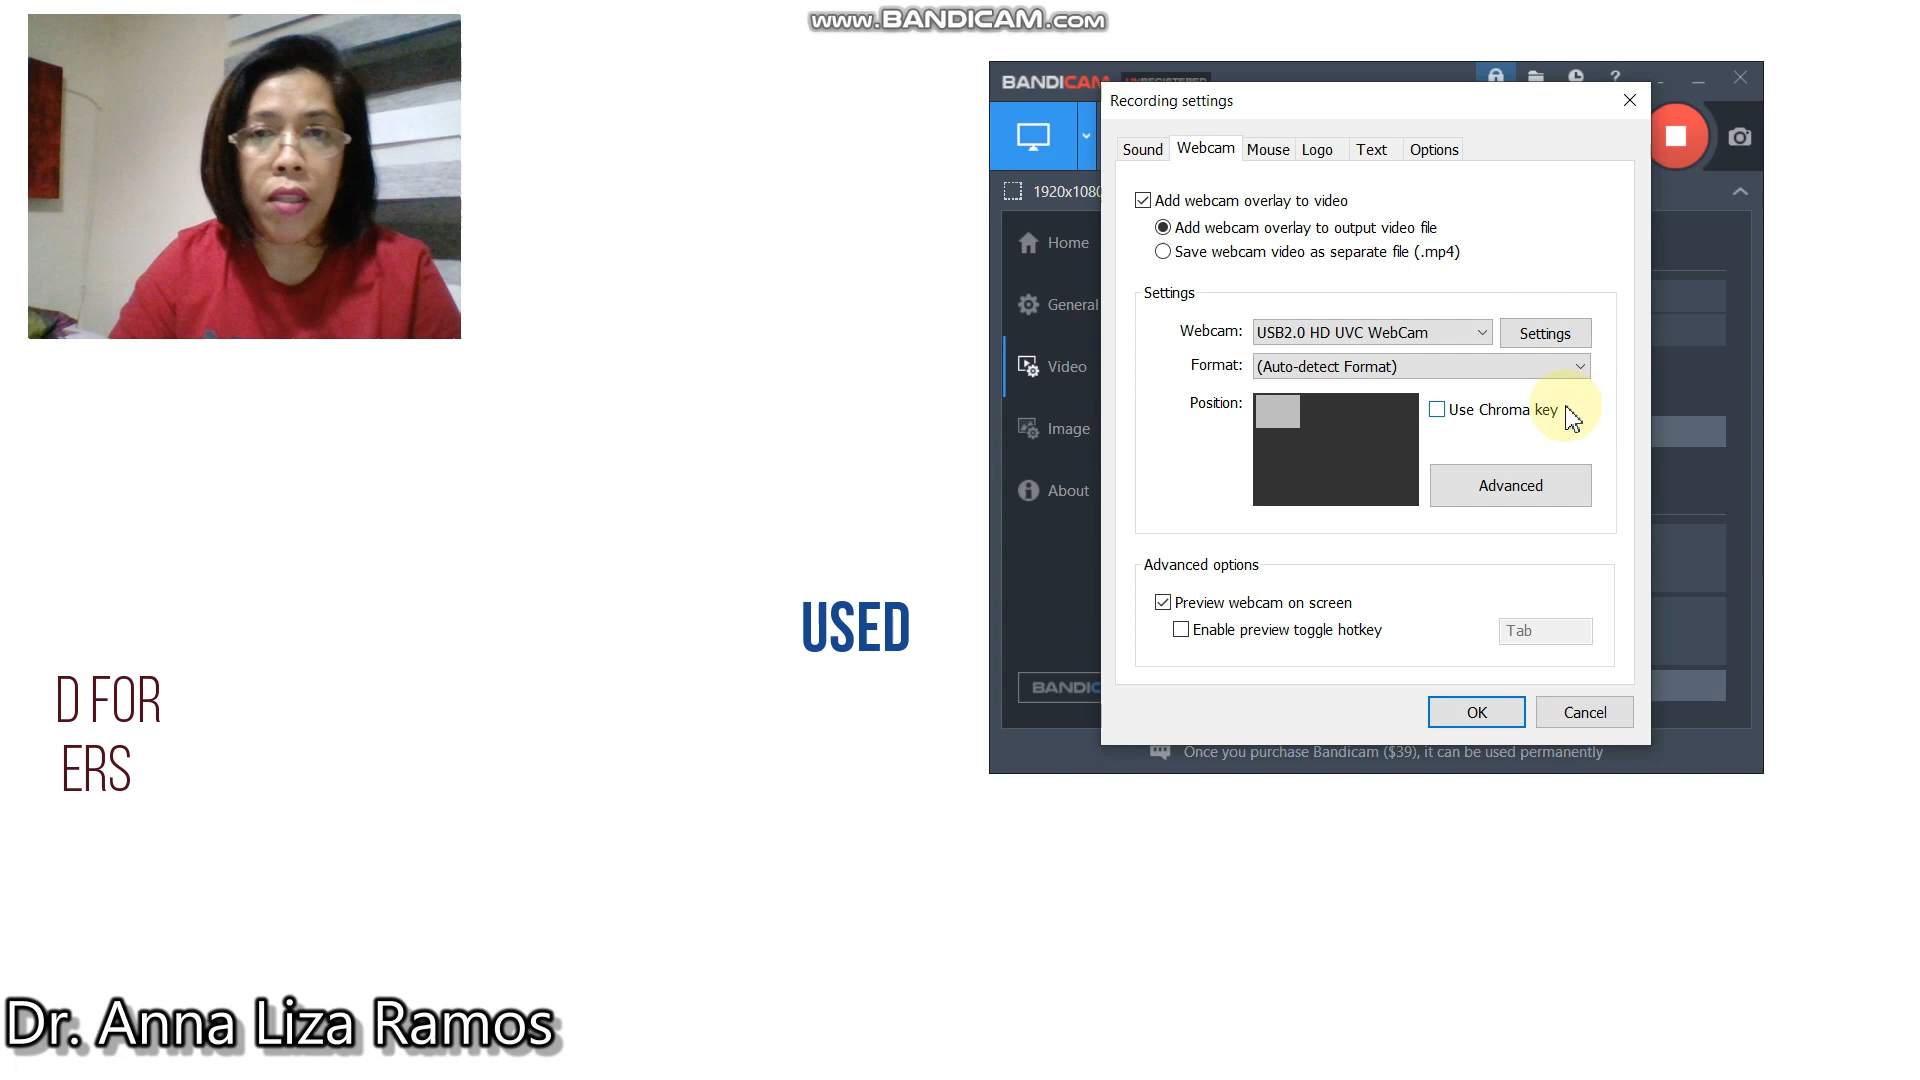 www.BANDICAM.com
BANDICAM UNREGISTERED
Recording settings
Sound Webcam Mouse Logo Text Options
1920x1080
Add webcam overlay to video
Add webcam overlay to output video file
Save webcam video as separate file (.mp4)
Home
General
Video
Image
About
Settings
Webcam: USB2.0 HD UVC WebCam Settings
Format: (Auto-detect Format)
Position: Use Chroma key
Advanced
Advanced options
Preview webcam on screen
Enable preview toggle hotkey Tab
USED
D FOR
ERS
BANDIC
OK Cancel
Once you purchase Bandicam ($39), it can be used permanently
Dr. Anna Liza Ramos